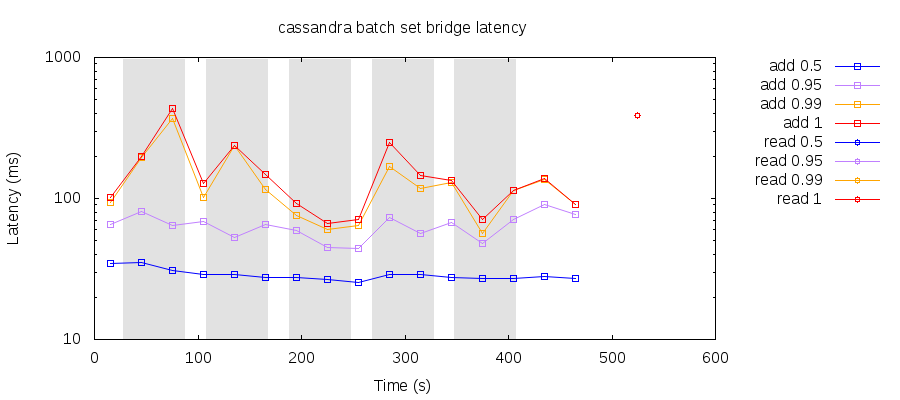 cassandra batch set bridge latency
1000
100
10
Latency (ms)
0 100 200 300 400 500 600
Time (s)
add 0.5
add 0.95
add 0.99
add 1
read 0.5
read 0.95
read 0.99
read 1